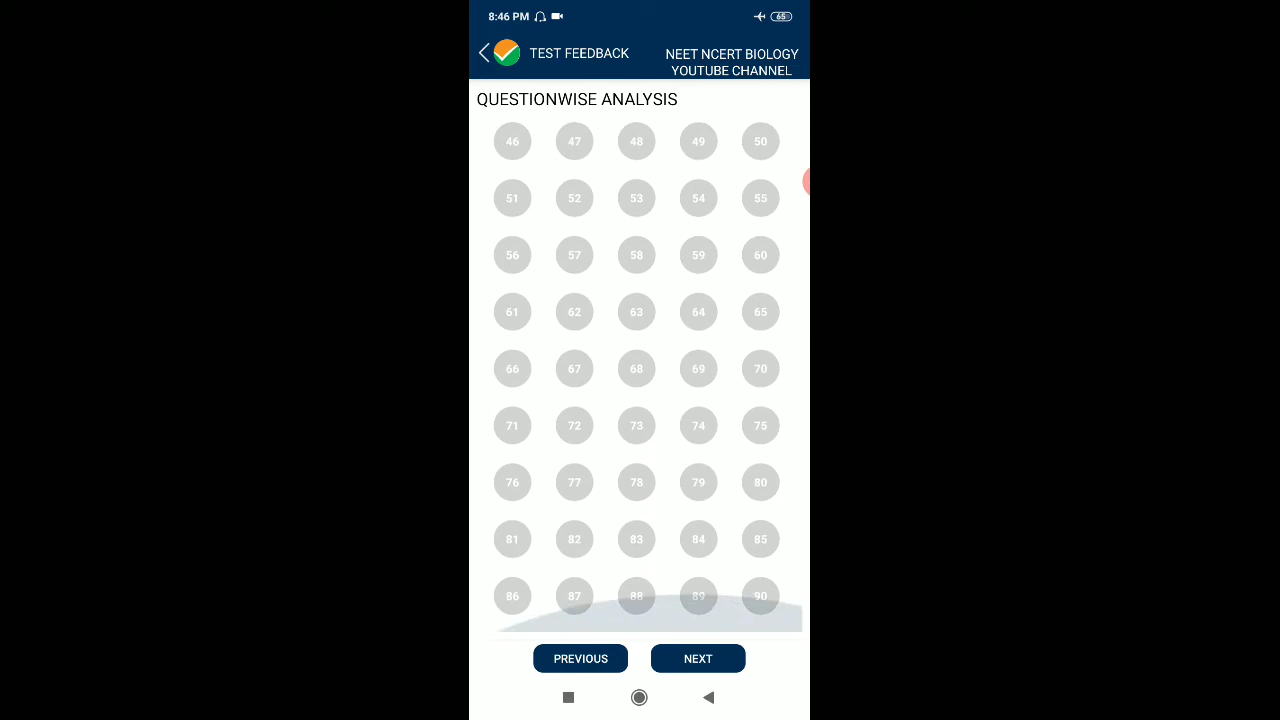 8:46 PM 65
TEST FEEDBACK
NEET NCERT BIOLOGY
YOUTUBE CHANNEL
QUESTIONWISE ANALYSIS
46 47 48 49 50
51 52 53 54 55
56 57 58 59 60
61 62 63 64 65
66 67 68 69 70
71 72 73 74 75
76 77 78 79 80
81 82 83 84 85
86 87 88 89 90
PREVIOUS NEXT